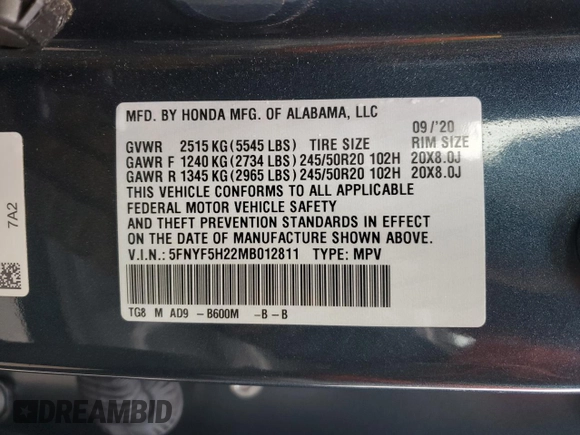 MFD. BY HONDA MFG. OF ALABAMA, LLC
09/'20
GVWR 2515 KG (5545 LBS) TIRE SIZE RIM SIZE
GAWR F 1240 KG (2734 LBS) 245/50R20 102H 20X8.0J
GAWR R 1345 KG (2965 LBS) 245/50R20 102H 20X8.0J
THIS VEHICLE CONFORMS TO ALL APPLICABLE
FEDERAL MOTOR VEHICLE SAFETY
AND THEFT PREVENTION STANDARDS IN EFFECT
ON THE DATE OF MANUFACTURE SHOWN ABOVE.
V.I.N.: 5FNYF5H22MB012811 TYPE: MPV
TG8 M AD9 -B600M -B-B
7A2
DREAMBID